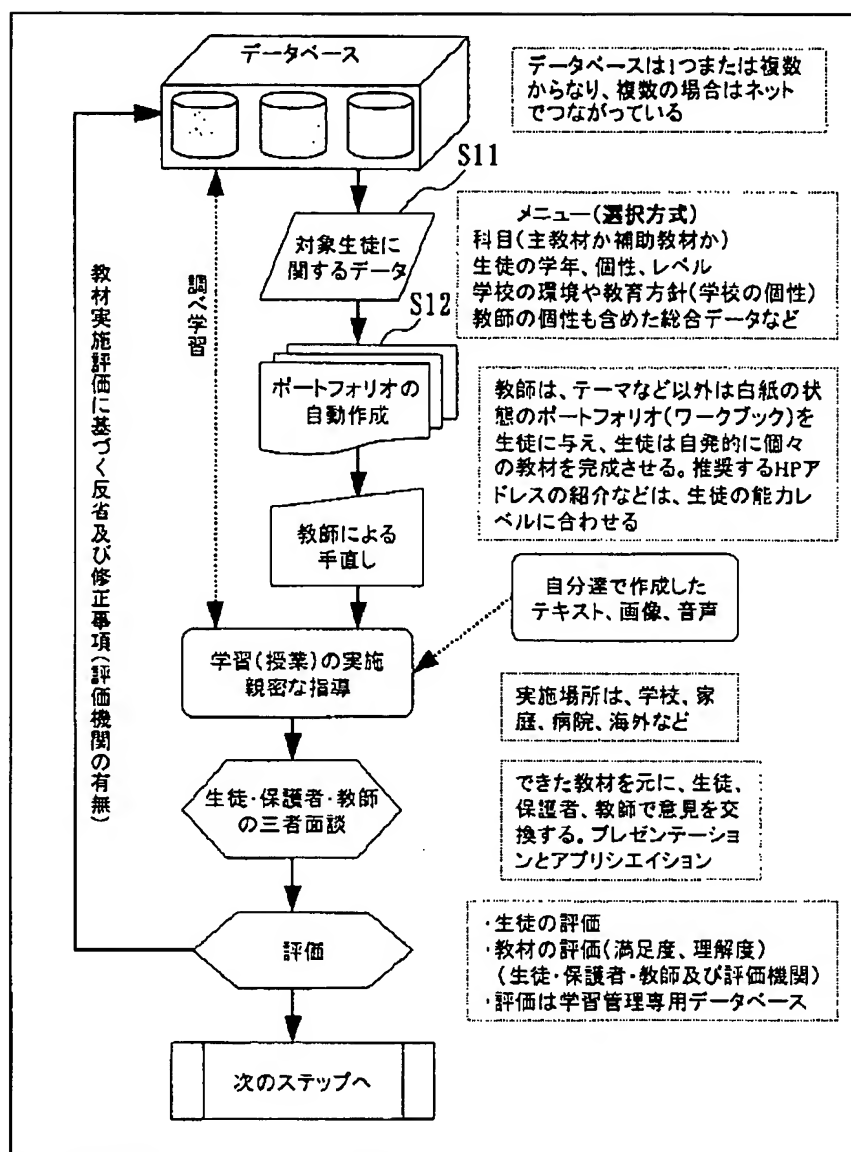 データベース
データベースは1つまたは複数
からなり、複数の場合はネット
でつながっている
S11
対象生徒に
関するデータ
メニュー(選択方式)
科目(主教材か補助教材か)
生徒の学年、個性、レベル
学校の環境や教育方針(学校の個性)
教師の個性も含めた総合データなど
調べ学習
教材実施評価に基づく反省及び修正事項(評価機関の有無)
S12
ポートフォリオの
自動作成
教師は、テーマなど以外は白紙の状
態のポートフォリオ(ワークブック)を
生徒に与え、生徒は自発的に個々
の教材を完成させる。推奨するHPア
ドレスの紹介などは、生徒の能力レ
ベルに合わせる
教師による
手直し
自分達で作成した
テキスト、画像、音声
学習(授業)の実施
親密な指導
実施場所は、学校、家
庭、病院、海外など
生徒・保護者・教師
の三者面談
できた教材を元に、生徒、
保護者、教師で意見を交
換する。プレゼンテーショ
ンとアプリシエイション
評価
・生徒の評価
・教材の評価(満足度、理解度)
(生徒・保護者・教師及び評価機関)
・評価は学習管理専用データベース
次のステップへ